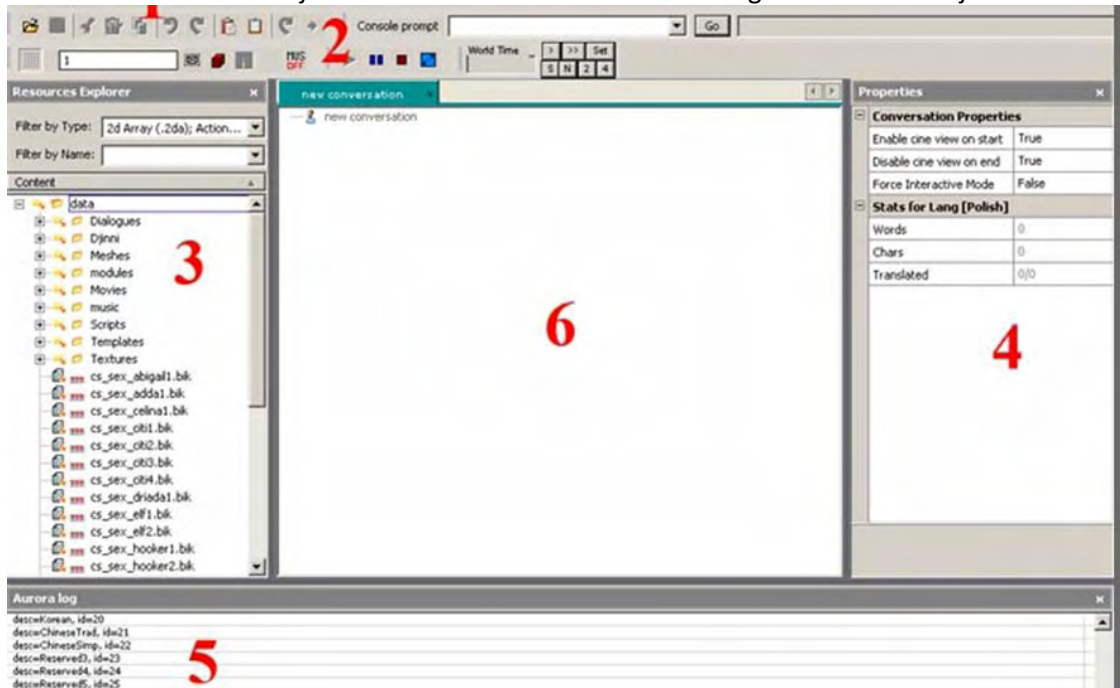 1
2
Console prompt
Go
1
MUS
OFF
World Time
> >> Set
S N 2 4
Resources Explorer ×
new conversation
Properties ×
Filter by Type: 2d Array (.2da); Action...
Filter by Name:
Content
data
Dialogues
Djinni
Meshes
modules
Movies
music
Scripts
Templates
Textures
cs_sex_abigail1.bik
cs_sex_adda1.bik
cs_sex_celina1.bik
cs_sex_citi1.bik
cs_sex_citi2.bik
cs_sex_citi3.bik
cs_sex_citi4.bik
cs_sex_driada1.bik
cs_sex_elf1.bik
cs_sex_elf2.bik
cs_sex_hooker1.bik
cs_sex_hooker2.bik
3
new conversation
6
Conversation Properties
Enable cine view on start True
Disable cine view on end True
Force Interactive Mode False
Stats for Lang [Polish]
Words 0
Chars 0
Translated 0/0
4
Aurora log ×
desc=Korean, id=20
desc=ChineseTrad, id=21
desc=ChineseSimp, id=22
desc=Reserved3, id=23
desc=Reserved4, id=24
desc=Reserved5, id=25
5